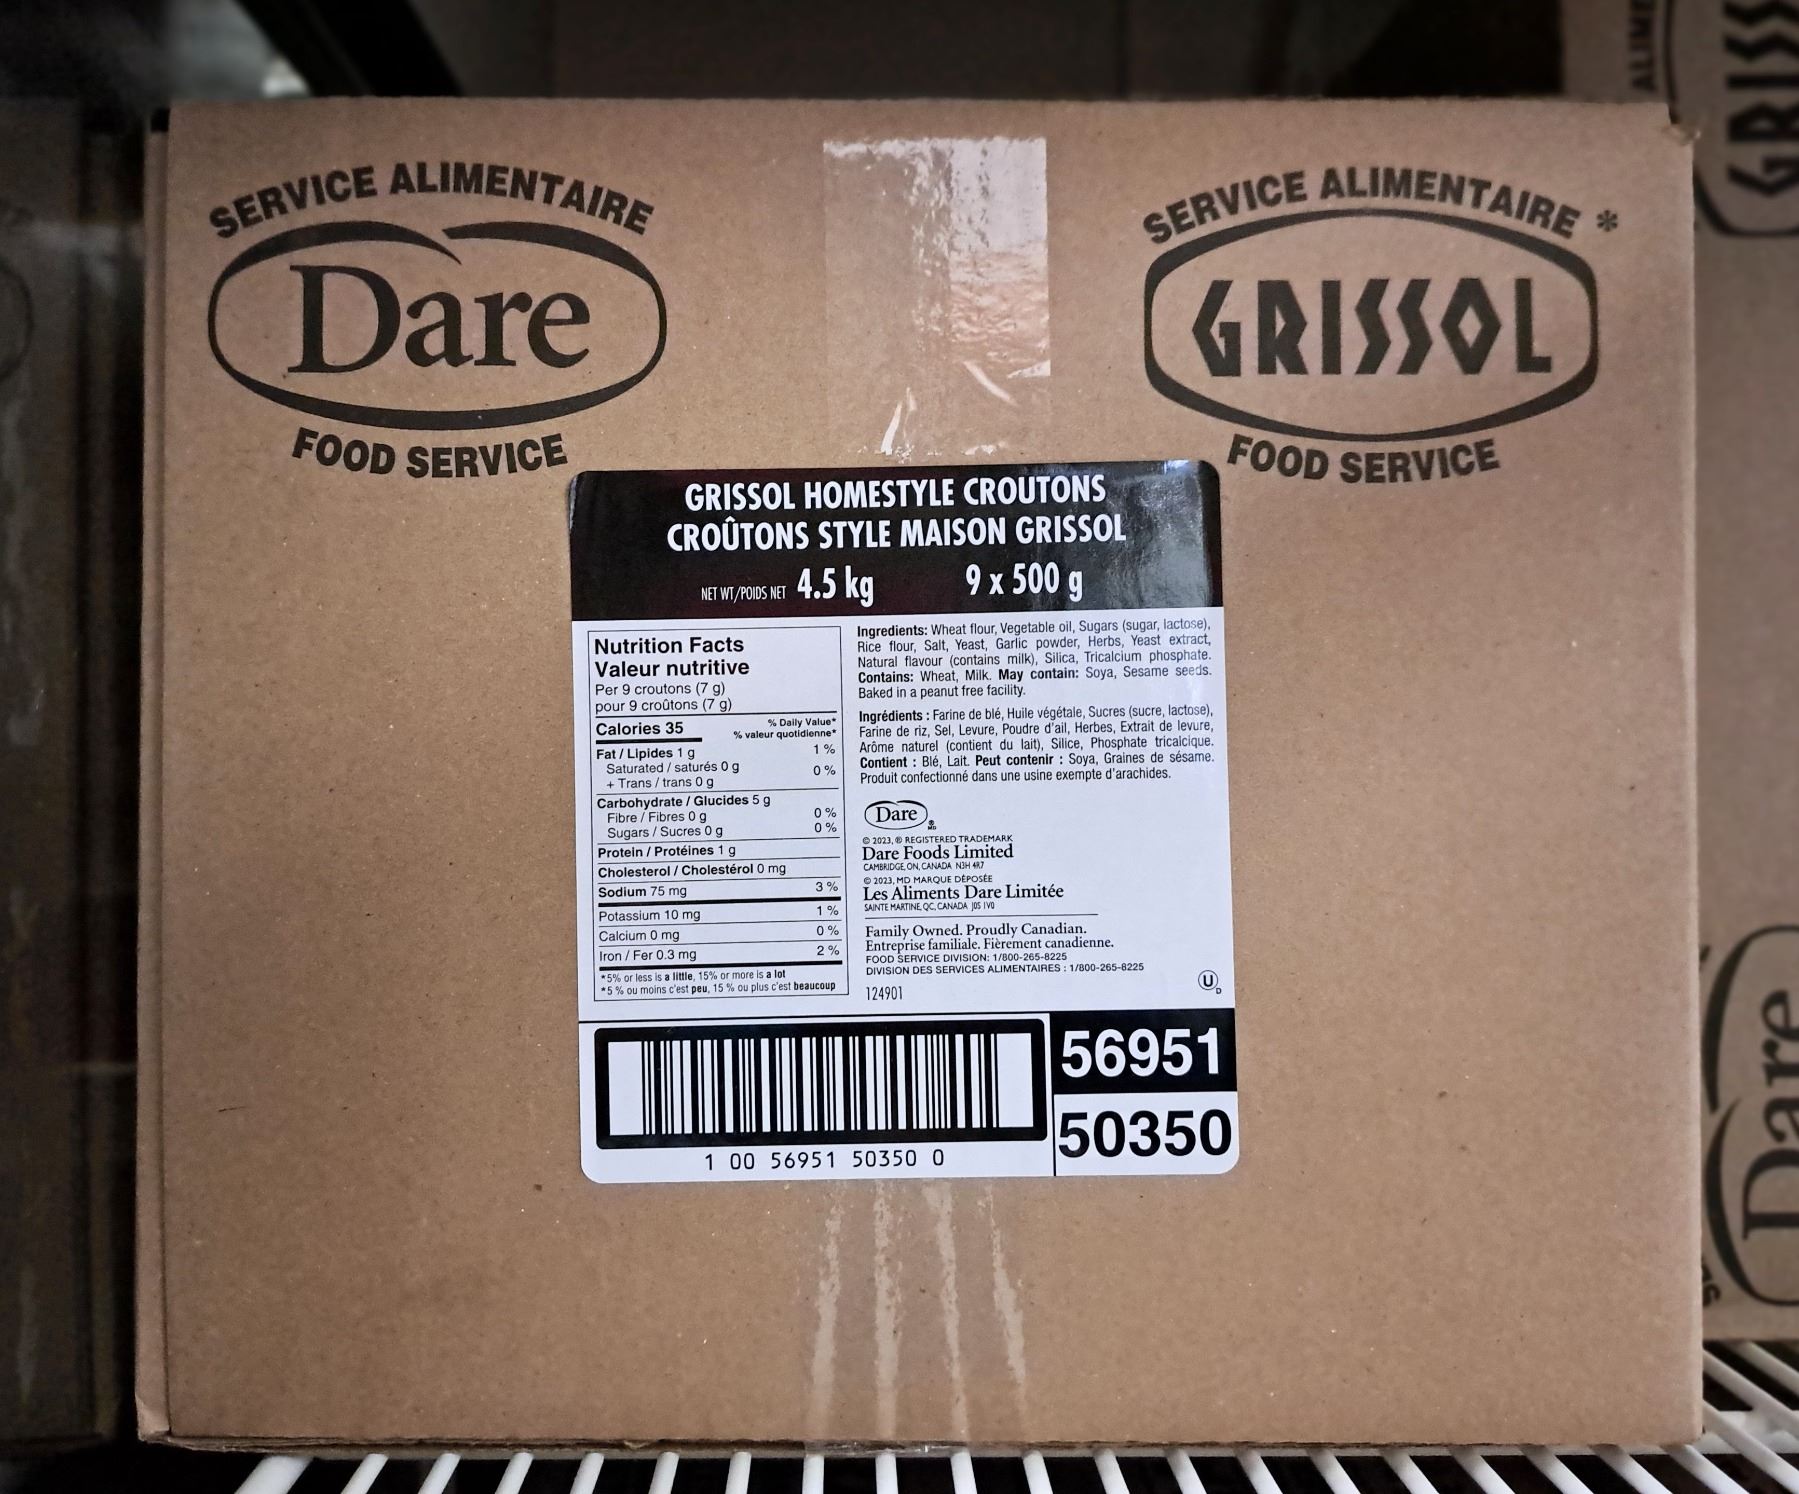 SERVICE ALIMENTAIRE
Dare
FOOD SERVICE
SERVICE ALIMENTAIRE *
GRISSOL
FOOD SERVICE
GRISSOL HOMESTYLE CROUTONS
CROÛTONS STYLE MAISON GRISSOL
NET WT/POIDS NET 4.5 kg 9 x 500 g
Nutrition Facts
Valeur nutritive
Per 9 croutons (7 g)
pour 9 croûtons (7 g)
Calories 35
% Daily Value*
% valeur quotidienne*
Fat / Lipides 1 g 1 %
Saturated / saturés 0 g
+ Trans / trans 0 g 0 %
Carbohydrate / Glucides 5 g
Fibre / Fibres 0 g 0 %
Sugars / Sucres 0 g 0 %
Protein / Protéines 1 g
Cholesterol / Cholestérol 0 mg
Sodium 75 mg 3 %
Potassium 10 mg 1 %
Calcium 0 mg 0 %
Iron / Fer 0.3 mg 2 %
*5% or less is a little, 15% or more is a lot
*5 % ou moins c'est peu, 15 % ou plus c'est beaucoup
Ingredients: Wheat flour, Vegetable oil, Sugars (sugar, lactose),
Rice flour, Salt, Yeast, Garlic powder, Herbs, Yeast extract,
Natural flavour (contains milk), Silica, Tricalcium phosphate.
Contains: Wheat, Milk. May contain: Soya, Sesame seeds.
Baked in a peanut free facility.
Ingrédients : Farine de blé, Huile végétale, Sucres (sucre, lactose),
Farine de riz, Sel, Levure, Poudre d'ail, Herbes, Extrait de levure,
Arôme naturel (contient du lait), Silice, Phosphate tricalcique.
Contient : Blé, Lait. Peut contenir : Soya, Graines de sésame.
Produit confectionné dans une usine exempte d'arachides.
Dare
® MD
© 2023, ® REGISTERED TRADEMARK
Dare Foods Limited
CAMBRIDGE, ON, CANADA N3H 4R7
© 2023, MD MARQUE DÉPOSÉE
Les Aliments Dare Limitée
SAINTE MARTINE, QC, CANADA J0S 1V0
Family Owned. Proudly Canadian.
Entreprise familiale. Fièrement canadienne.
FOOD SERVICE DIVISION: 1/800-265-8225
DIVISION DES SERVICES ALIMENTAIRES : 1/800-265-8225
124901
U D
1 00 56951 50350 0
56951
50350
ALIME
GRISS
Dare